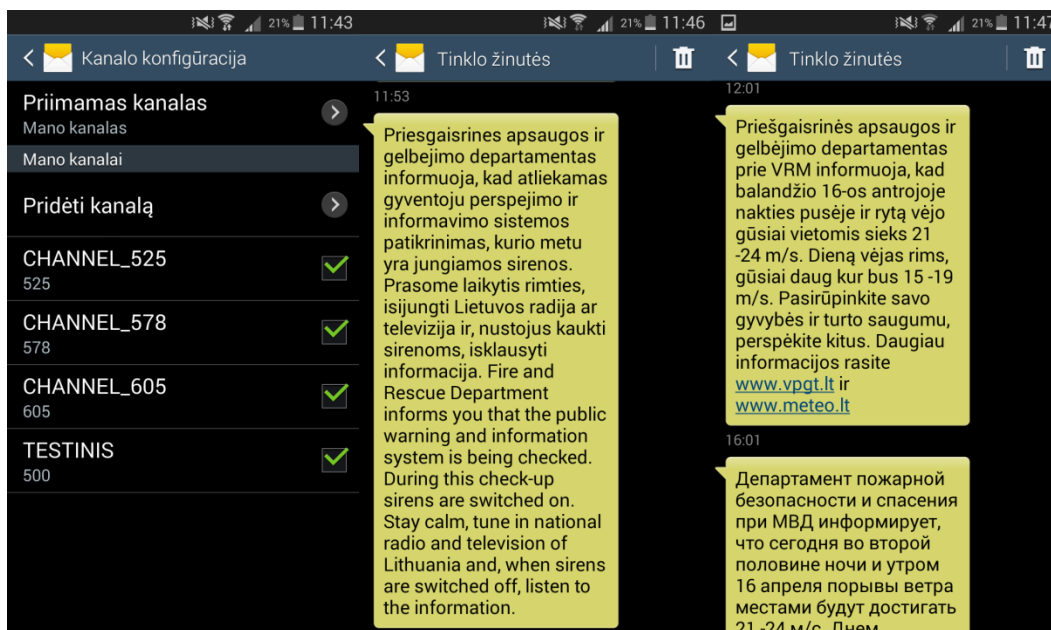 21% 11:43
Kanalo konfigūracija
Priimamas kanalas
Mano kanalas
Mano kanalai
Pridėti kanalą
CHANNEL_525
525
CHANNEL_578
578
CHANNEL_605
605
TESTINIS
500
21% 11:46
Tinklo žinutės
11:53
Priesgaisrines apsaugos ir
gelbejimo departamentas
informuoja, kad atliekamas
gyventoju perspejimo ir
informavimo sistemos
patikrinimas, kurio metu
yra jungiamos sirenos.
Prasome laikytis rimties,
isijungti Lietuvos radija ar
televizija ir, nustojus kaukti
sirenoms, isklausyti
informacija. Fire and
Rescue Department
informs you that the public
warning and information
system is being checked.
During this check-up
sirens are switched on.
Stay calm, tune in national
radio and television of
Lithuania and, when sirens
are switched off, listen to
the information.
21% 11:47
Tinklo žinutės
12:01
Priešgaisrinės apsaugos ir
gelbėjimo departamentas
prie VRM informuoja, kad
balandžio 16-os antrojoje
nakties pusėje ir rytą vėjo
gūsiai vietomis sieks 21
-24 m/s. Dieną vėjas rims,
gūsiai daug kur bus 15 -19
m/s. Pasirūpinkite savo
gyvybės ir turto saugumu,
perspėkite kitus. Daugiau
informacijos rasite
www.vpgt.lt ir
www.meteo.lt
16:01
Департамент пожарной
безопасности и спасения
при МВД информирует,
что сегодня во второй
половине ночи и утром
16 апреля порывы ветра
местами будут достигать
21 -24 м/с. Днем